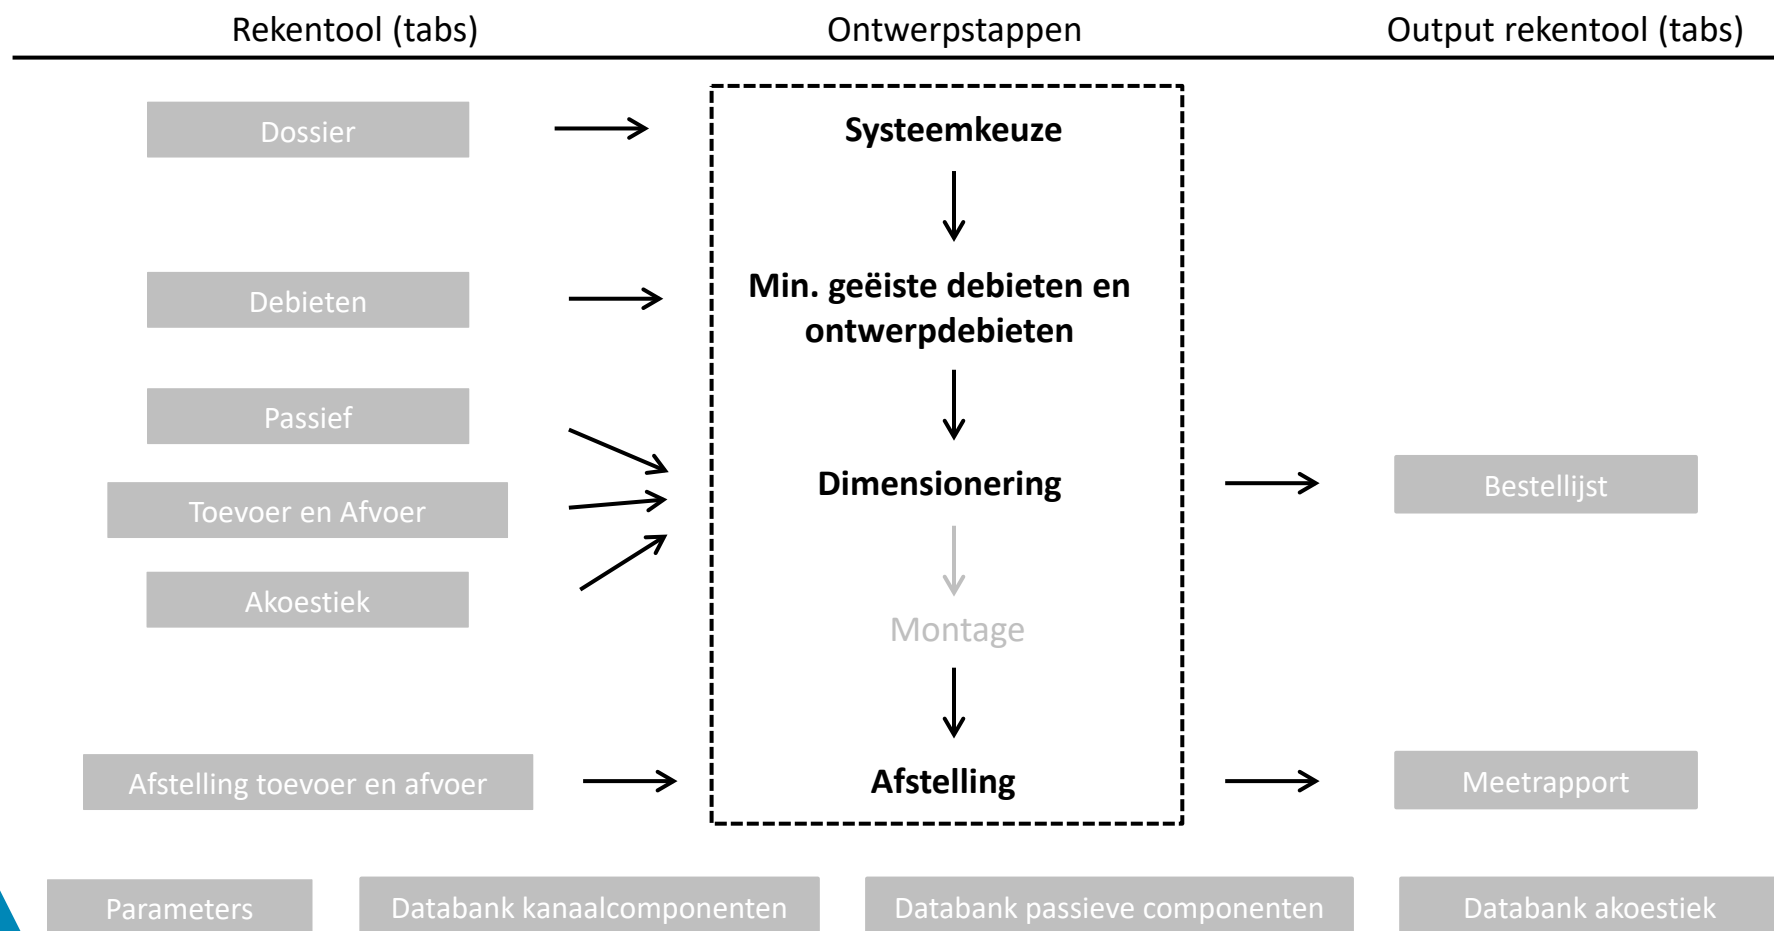 Rekentool (tabs)
Ontwerpstappen
Output rekentool (tabs)
Dossier
Systeemkeuze
Debieten
Min. geëiste debieten en
ontwerpdebieten
Passief
Toevoer en Afvoer
Dimensionering
Bestellijst
Akoestiek
Montage
Afstelling toevoer en afvoer
Afstelling
Meetrapport
Parameters
Databank kanaalcomponenten
Databank passieve componenten
Databank akoestiek